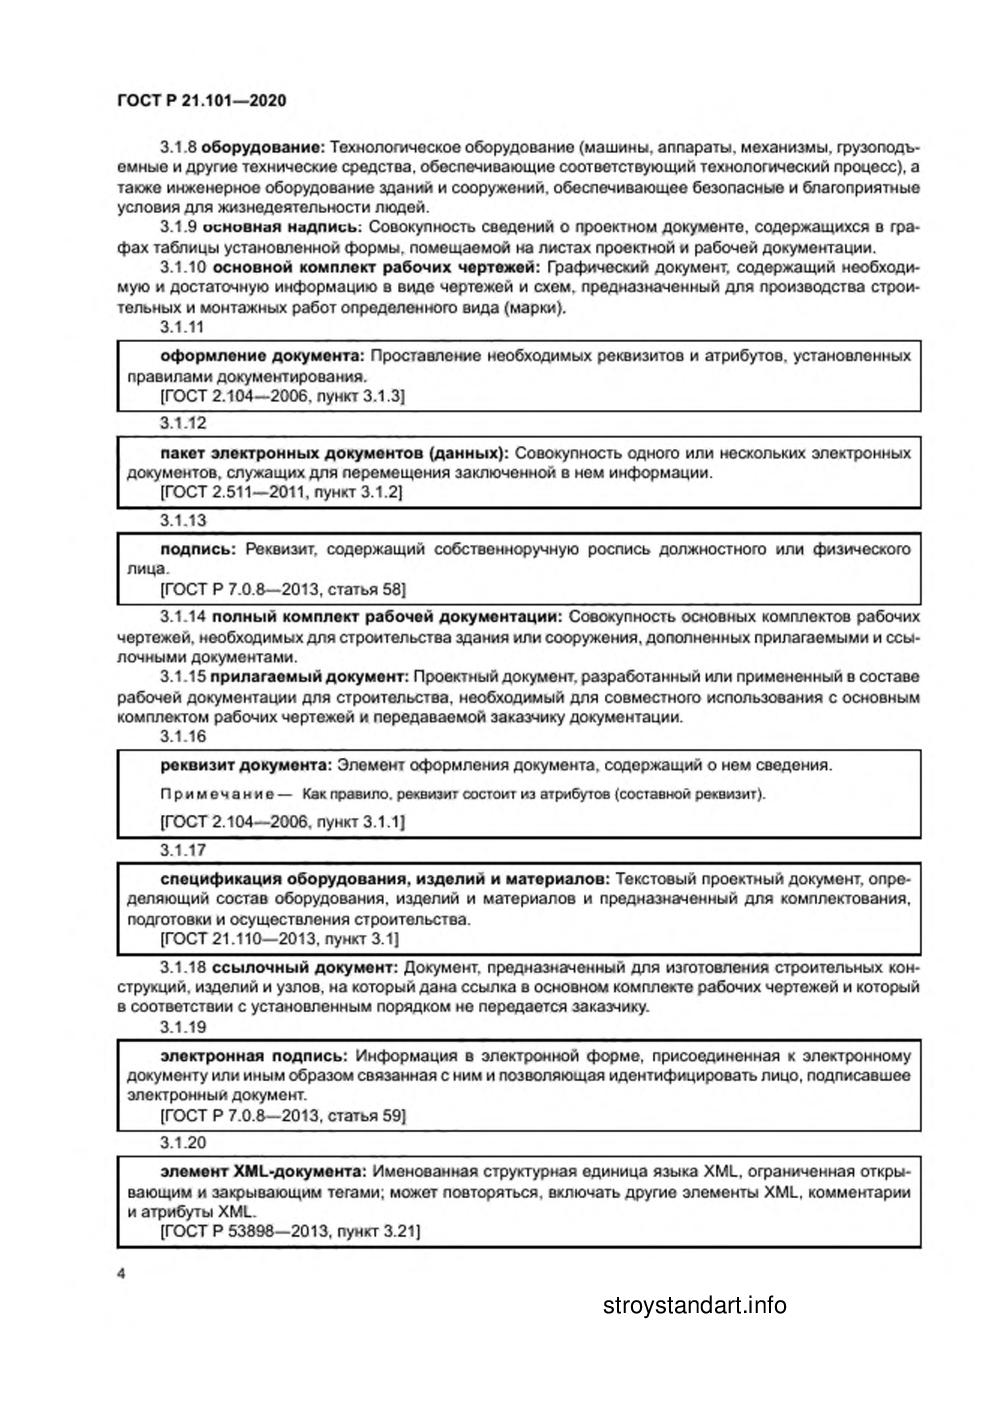 ГОСТ Р 21.101—2020
3.1.8 оборудование: Технологическое оборудование (машины, аппараты, механизмы, грузоподъ-
емные и другие технические средства, обеспечивающие соответствующий технологический процесс), а
также инженерное оборудование зданий и сооружений, обеспечивающее безопасные и благоприятные
условия для жизнедеятельности людей.
3.1.9 основная надпись: Совокупность сведений о проектном документе, содержащихся в гра-
фах таблицы установленной формы, помещаемой на листах проектной и рабочей документации.
3.1.10 основной комплект рабочих чертежей: Графический документ, содержащий необходи-
мую и достаточную информацию в виде чертежей и схем, предназначенный для производства строи-
тельных и монтажных работ определенного вида (марки).
3.1.11
оформление документа: Проставление необходимых реквизитов и атрибутов, установленных
правилами документирования.
[ГОСТ 2.104—2006, пункт 3.1.3]
3.1.12
пакет электронных документов (данных): Совокупность одного или нескольких электронных
документов, служащих для перемещения заключенной в нем информации.
[ГОСТ 2.511—2011, пункт 3.1.2]
3.1.13
подпись: Реквизит, содержащий собственноручную роспись должностного или физического
лица.
[ГОСТ Р 7.0.8—2013, статья 58]
3.1.14 полный комплект рабочей документации: Совокупность основных комплектов рабочих
чертежей, необходимых для строительства здания или сооружения, дополненных прилагаемыми и ссы-
лочными документами.
3.1.15 прилагаемый документ: Проектный документ, разработанный или примененный в составе
рабочей документации для строительства, необходимый для совместного использования с основным
комплектом рабочих чертежей и передаваемой заказчику документации.
3.1.16
реквизит документа: Элемент оформления документа, содержащий о нем сведения.
Примечание — Как правило, реквизит состоит из атрибутов (составной реквизит).
[ГОСТ 2.104—2006, пункт 3.1.1]
3.1.17
спецификация оборудования, изделий и материалов: Текстовый проектный документ, опре-
деляющий состав оборудования, изделий и материалов и предназначенный для комплектования,
подготовки и осуществления строительства.
[ГОСТ 21.110—2013, пункт 3.1]
3.1.18 ссылочный документ: Документ, предназначенный для изготовления строительных кон-
струкций, изделий и узлов, на который дана ссылка в основном комплекте рабочих чертежей и который
в соответствии с установленным порядком не передается заказчику.
3.1.19
электронная подпись: Информация в электронной форме, присоединенная к электронному
документу или иным образом связанная с ним и позволяющая идентифицировать лицо, подписавшее
электронный документ.
[ГОСТ Р 7.0.8—2013, статья 59]
3.1.20
элемент XML-документа: Именованная структурная единица языка XML, ограниченная откры-
вающим и закрывающим тегами; может повторяться, включать другие элементы XML, комментарии
и атрибуты XML.
[ГОСТ Р 53898—2013, пункт 3.21]
4
stroystandart.info